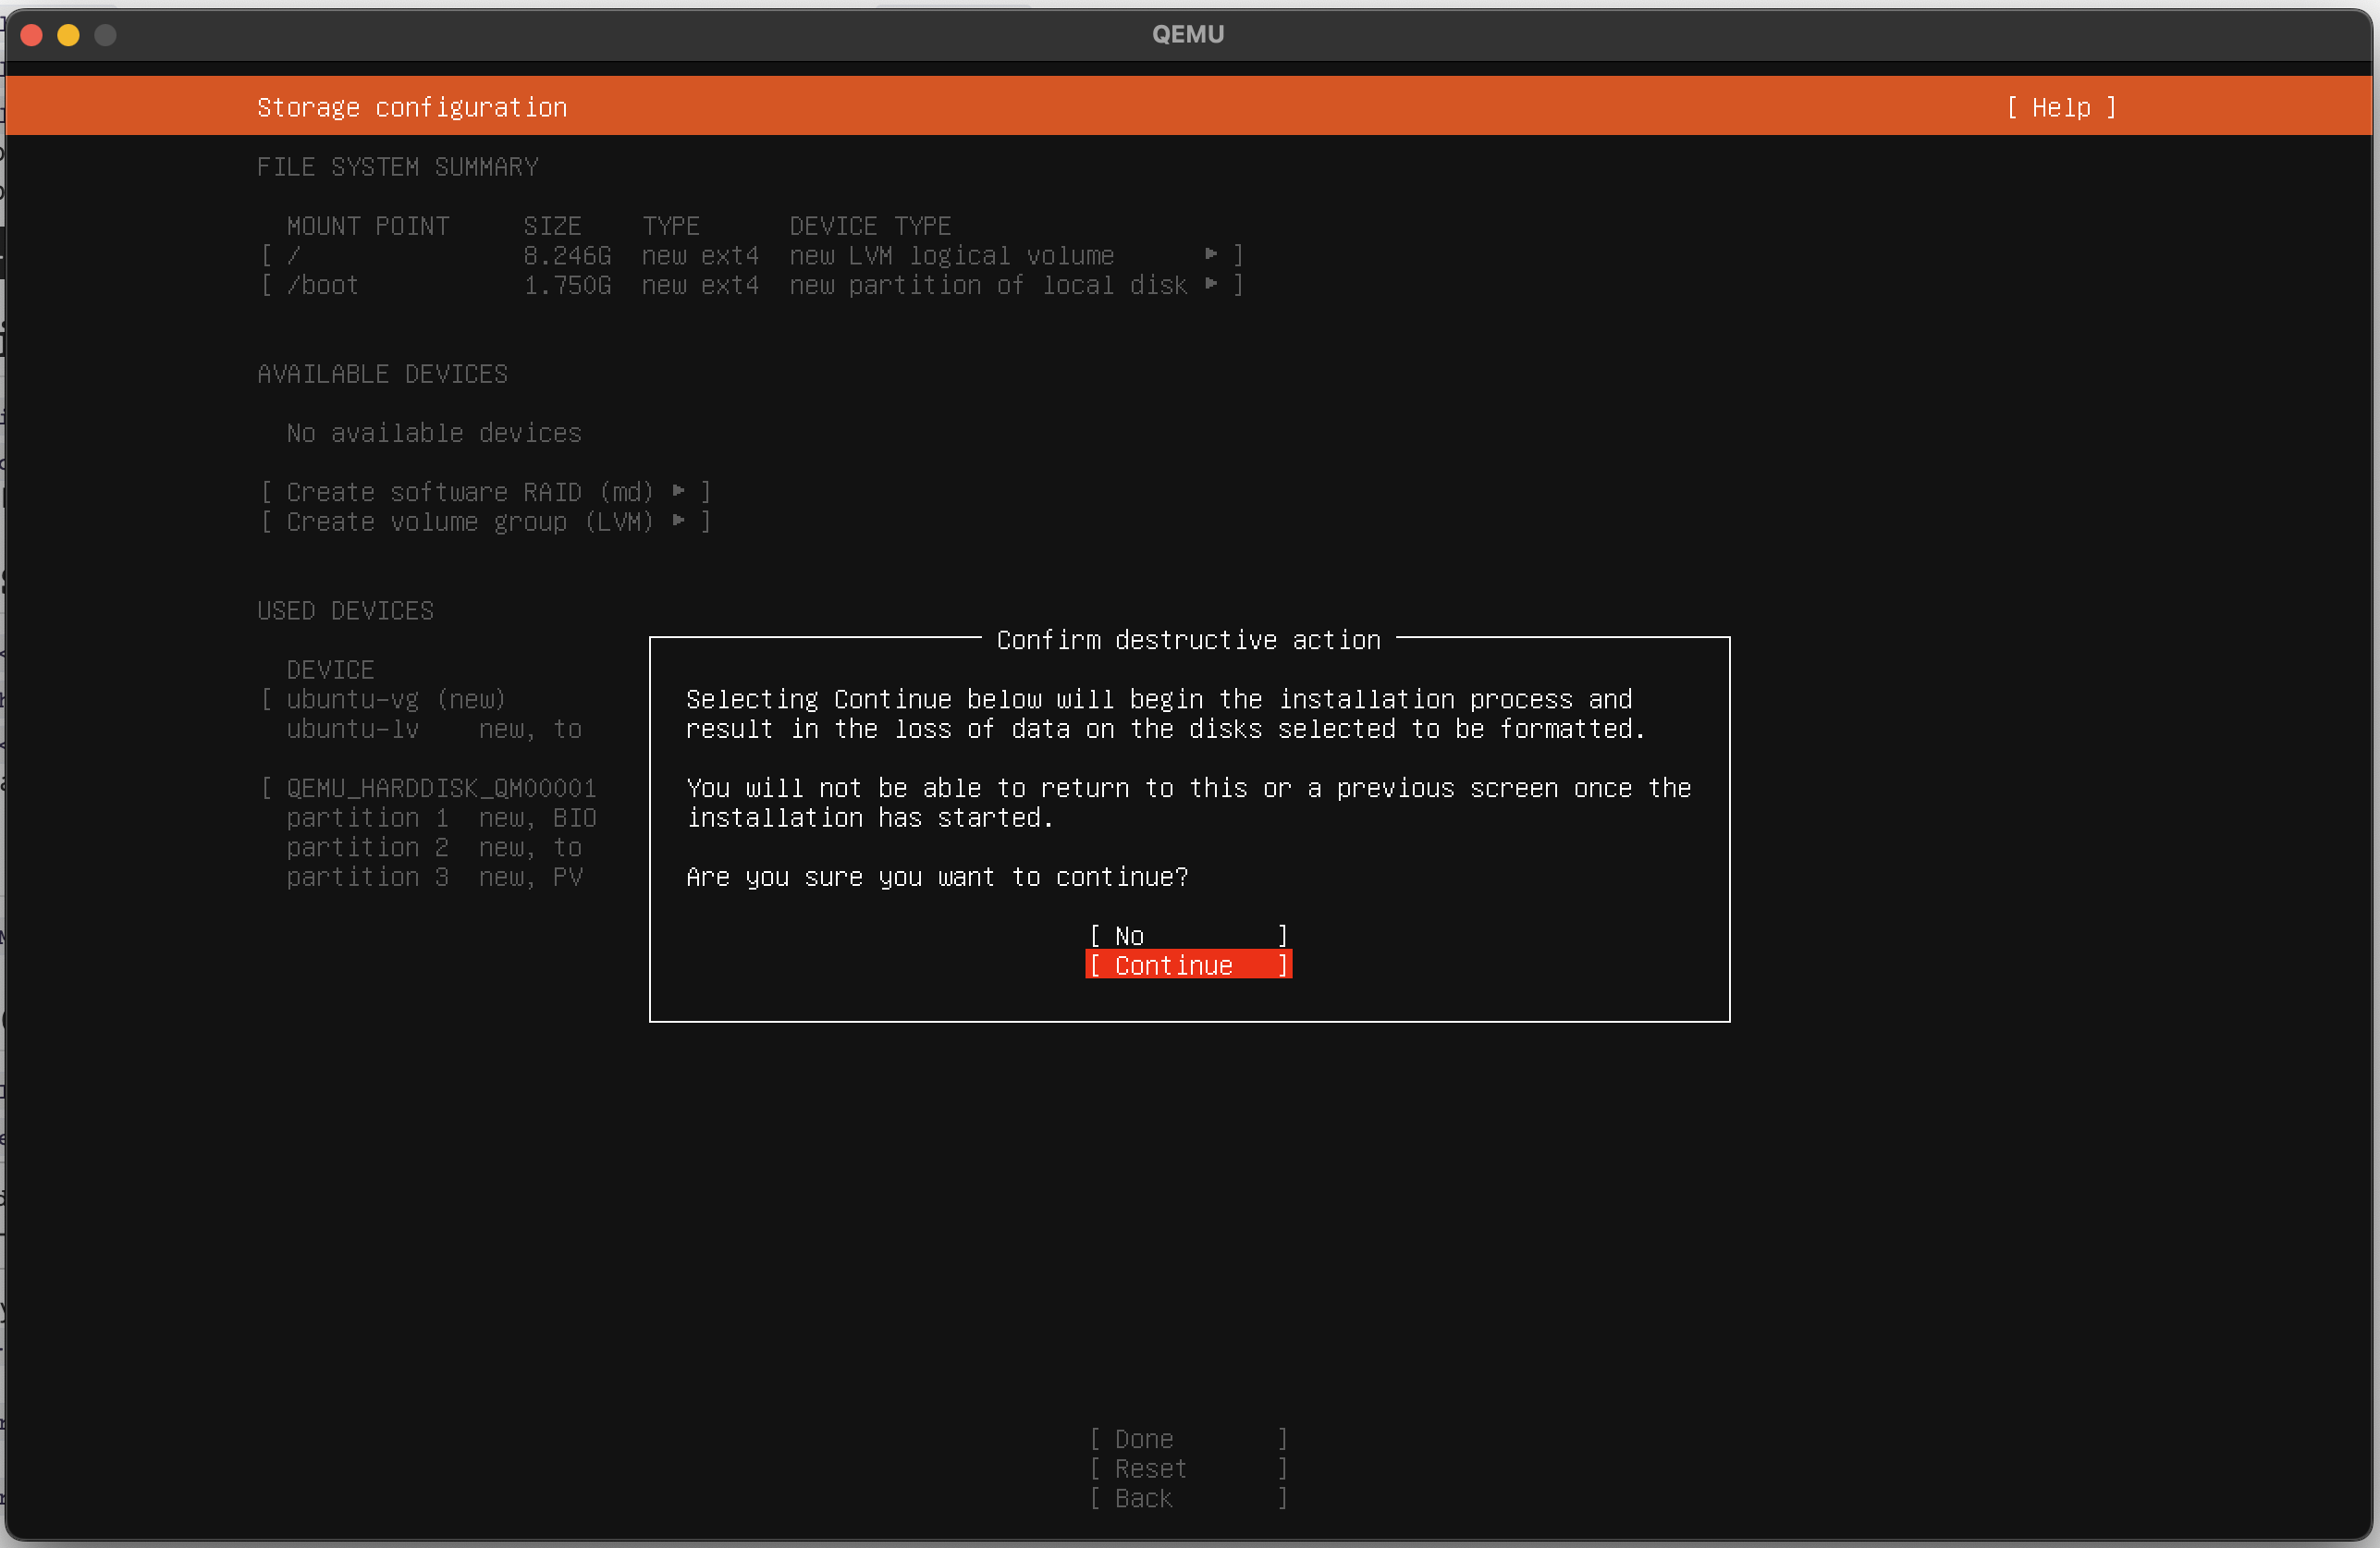 QEMU
Storage configuration [ Help ]
FILE SYSTEM SUMMARY
MOUNT POINT SIZE TYPE DEVICE TYPE
[ / 8.246G new ext4 new LVM logical volume ▸ ]
[ /boot 1.750G new ext4 new partition of local disk ▸ ]
AVAILABLE DEVICES
No available devices
[ Create software RAID (md) ▸ ]
[ Create volume group (LVM) ▸ ]
USED DEVICES
DEVICE
[ ubuntu-vg (new)
ubuntu-lv new, to
[ QEMU_HARDDISK_QM00001
partition 1 new, BIO
partition 2 new, to
partition 3 new, PV
Confirm destructive action
Selecting Continue below will begin the installation process and
result in the loss of data on the disks selected to be formatted.
You will not be able to return to this or a previous screen once the
installation has started.
Are you sure you want to continue?
[ No ]
[ Continue ]
[ Done ]
[ Reset ]
[ Back ]